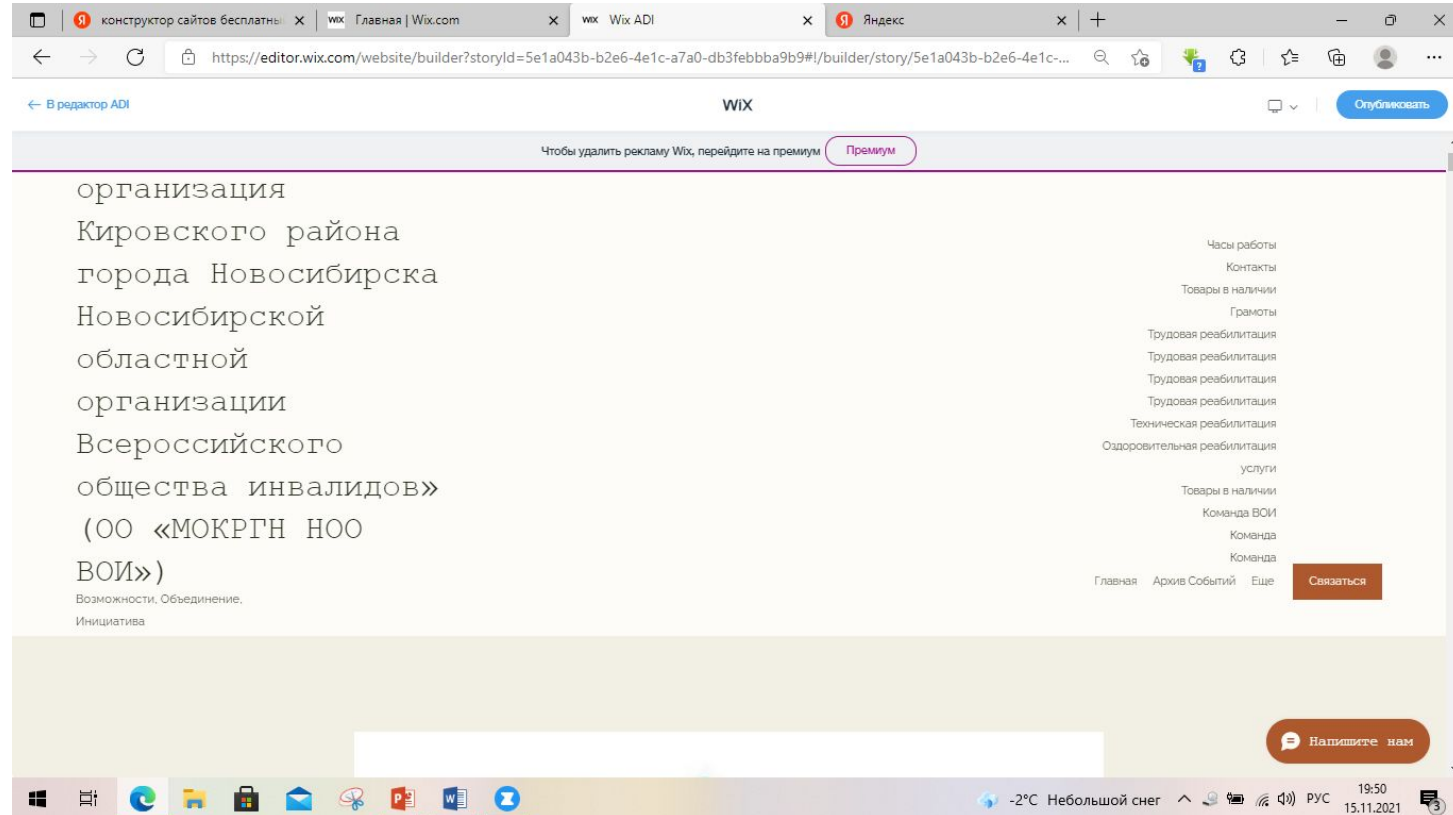 конструктор сайтов бесплатны
Главная | Wix.com
Wix ADI
Яндекс
https://editor.wix.com/website/builder?storyId=5e1a043b-b2e6-4e1c-a7a0-db3febbba9b9#!/builder/story/5e1a043b-b2e6-4e1c-...
← В редактор ADI
WiX
Опубликовать
Чтобы удалить рекламу Wix, перейдите на премиум
Премиум
организация
Кировского района
города Новосибирска
Новосибирской
областной
организации
Всероссийского
общества инвалидов»
(ОО «МОКРГН НОО
ВОИ»)
Возможности, Объединение,
Инициатива
Часы работы
Контакты
Товары в наличии
Грамоты
Трудовая реабилитация
Трудовая реабилитация
Трудовая реабилитация
Трудовая реабилитация
Техническая реабилитация
Оздоровительная реабилитация
услуги
Товары в наличии
Команда ВОИ
Команда
Команда
Главная Архив Событий Еще
Связаться
Напишите нам
-2°C Небольшой снег
РУС
19:50
15.11.2021
3